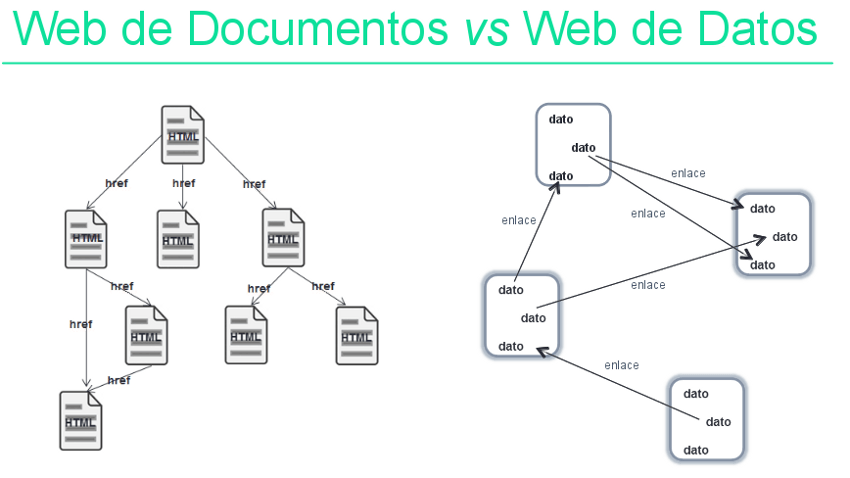 Web de Documentos vs Web de Datos
HTML
href
href
href
HTML
HTML
HTML
href
href
href
href
HTML
HTML
HTML
href
HTML
dato
dato
dato
enlace
enlace
enlace
dato
dato
dato
enlace
dato
dato
dato
enlace
dato
dato
dato